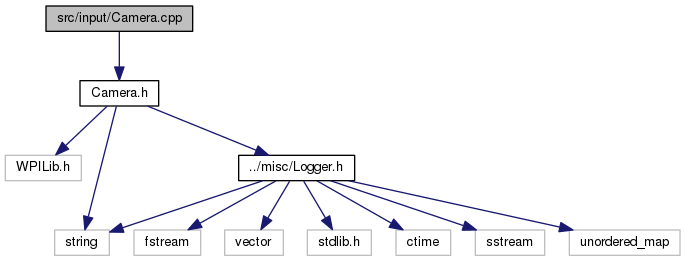 src/input/Camera.cpp
Camera.h
WPILib.h
../misc/Logger.h
string
fstream
vector
stdlib.h
ctime
sstream
unordered_map